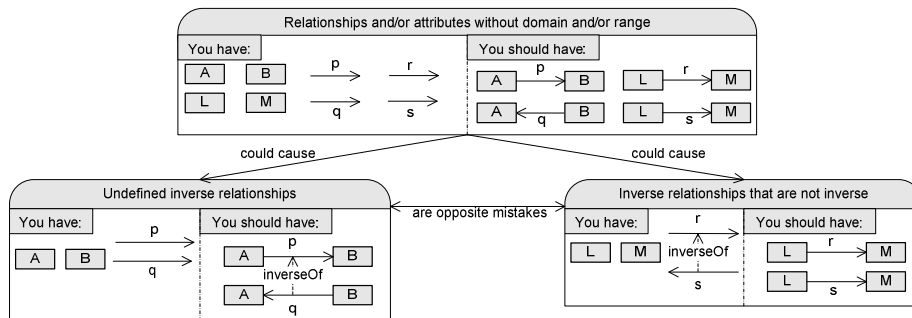 Relationships and/or attributes without domain and/or range
You have:
You should have:
A B p r
L M q s
A p B L r M
A q B L s M
could cause
could cause
Undefined inverse relationships
You have:
You should have:
p
A B
q
A p B
inverseOf
A B
q
are opposite mistakes
Inverse relationships that are not inverse
You have:
You should have:
r
L M
inverseOf
s
L r M
L s M